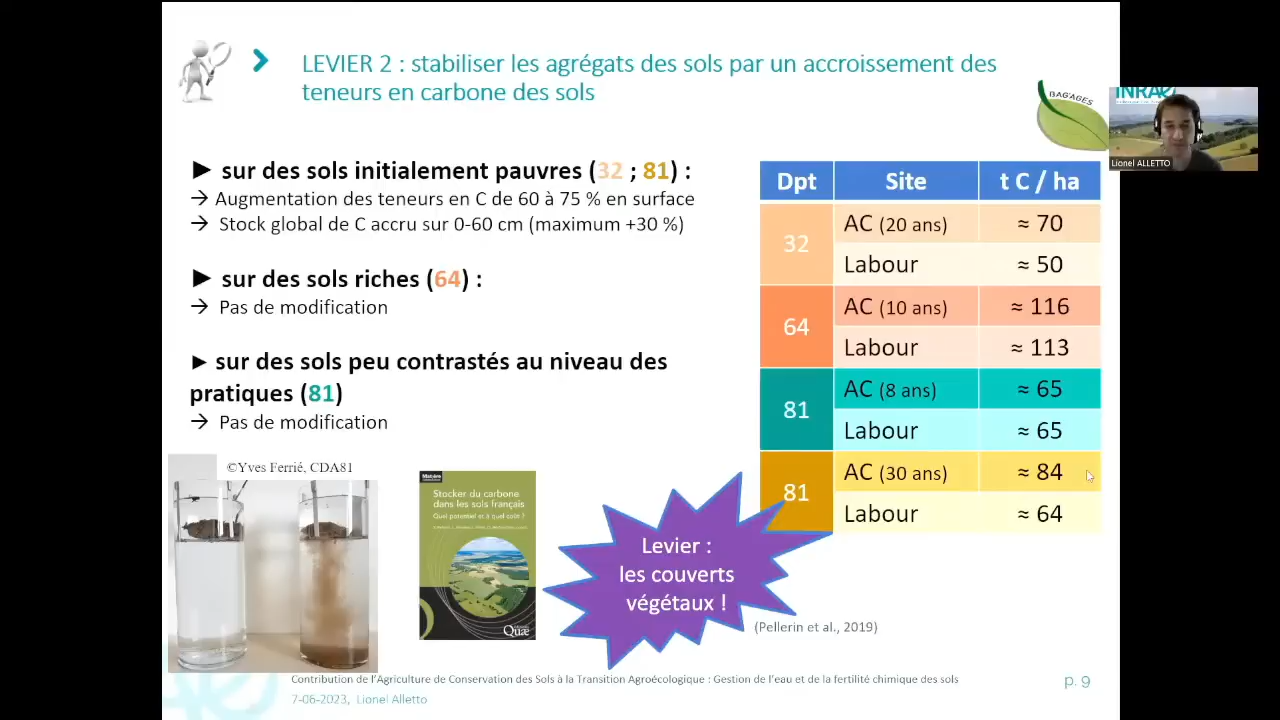 LEVIER 2 : stabiliser les agrégats des sols par un accroissement des
teneurs en carbone des sols
BAG'AGES
INRAE
Lionel ALLETTO
► sur des sols initialement pauvres (32 ; 81) :
→ Augmentation des teneurs en C de 60 à 75 % en surface
→ Stock global de C accru sur 0-60 cm (maximum +30 %)
► sur des sols riches (64) :
→ Pas de modification
► sur des sols peu contrastés au niveau des
pratiques (81)
→ Pas de modification
Dpt Site t C / ha
32 AC (20 ans) ≈ 70
Labour ≈ 50
64 AC (10 ans) ≈ 116
Labour ≈ 113
81 AC (8 ans) ≈ 65
Labour ≈ 65
81 AC (30 ans) ≈ 84
Labour ≈ 64
©Yves Ferrié, CDA81
Stocker du carbone
dans les sols français
Quel potentiel et à quel coût ?
Quæ
Levier :
les couverts
végétaux !
(Pellerin et al., 2019)
Contribution de l'Agriculture de Conservation des Sols à la Transition Agroécologique : Gestion de l'eau et de la fertilité chimique des sols
7-06-2023, Lionel Alletto
p. 9